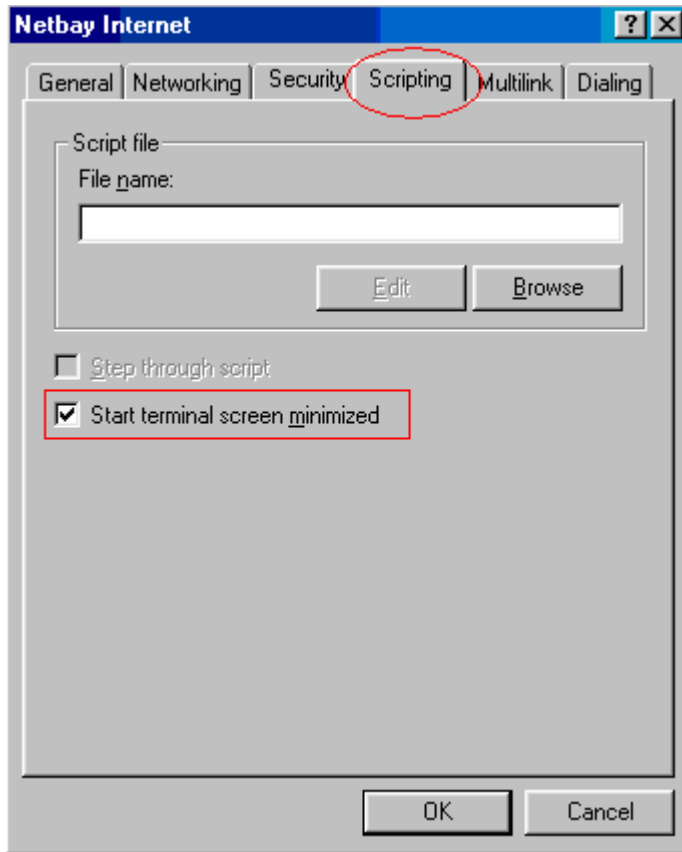 Netbay Internet
General Networking Security Scripting Multilink Dialing
Script file
File name:
Edit Browse
Step through script
Start terminal screen minimized
OK Cancel